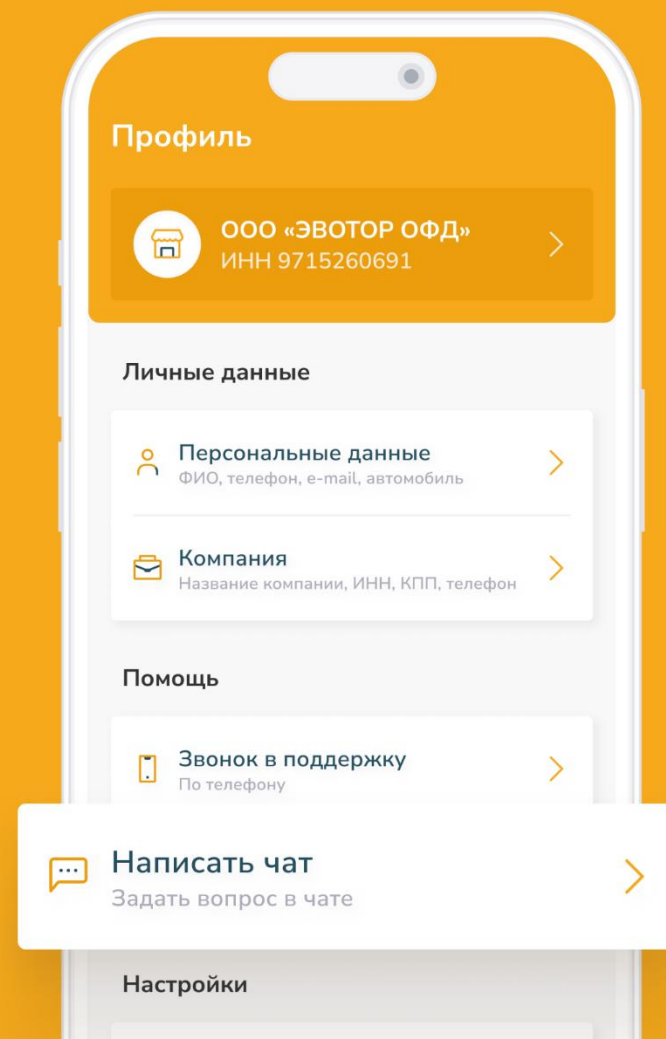 Профиль
ООО «ЭВОТОР ОФД»
ИНН 9715260691
Личные данные
Персональные данные
ФИО, телефон, e-mail, автомобиль
Компания
Название компании, ИНН, КПП, телефон
Помощь
Звонок в поддержку
По телефону
Написать чат
Задать вопрос в чате
Настройки